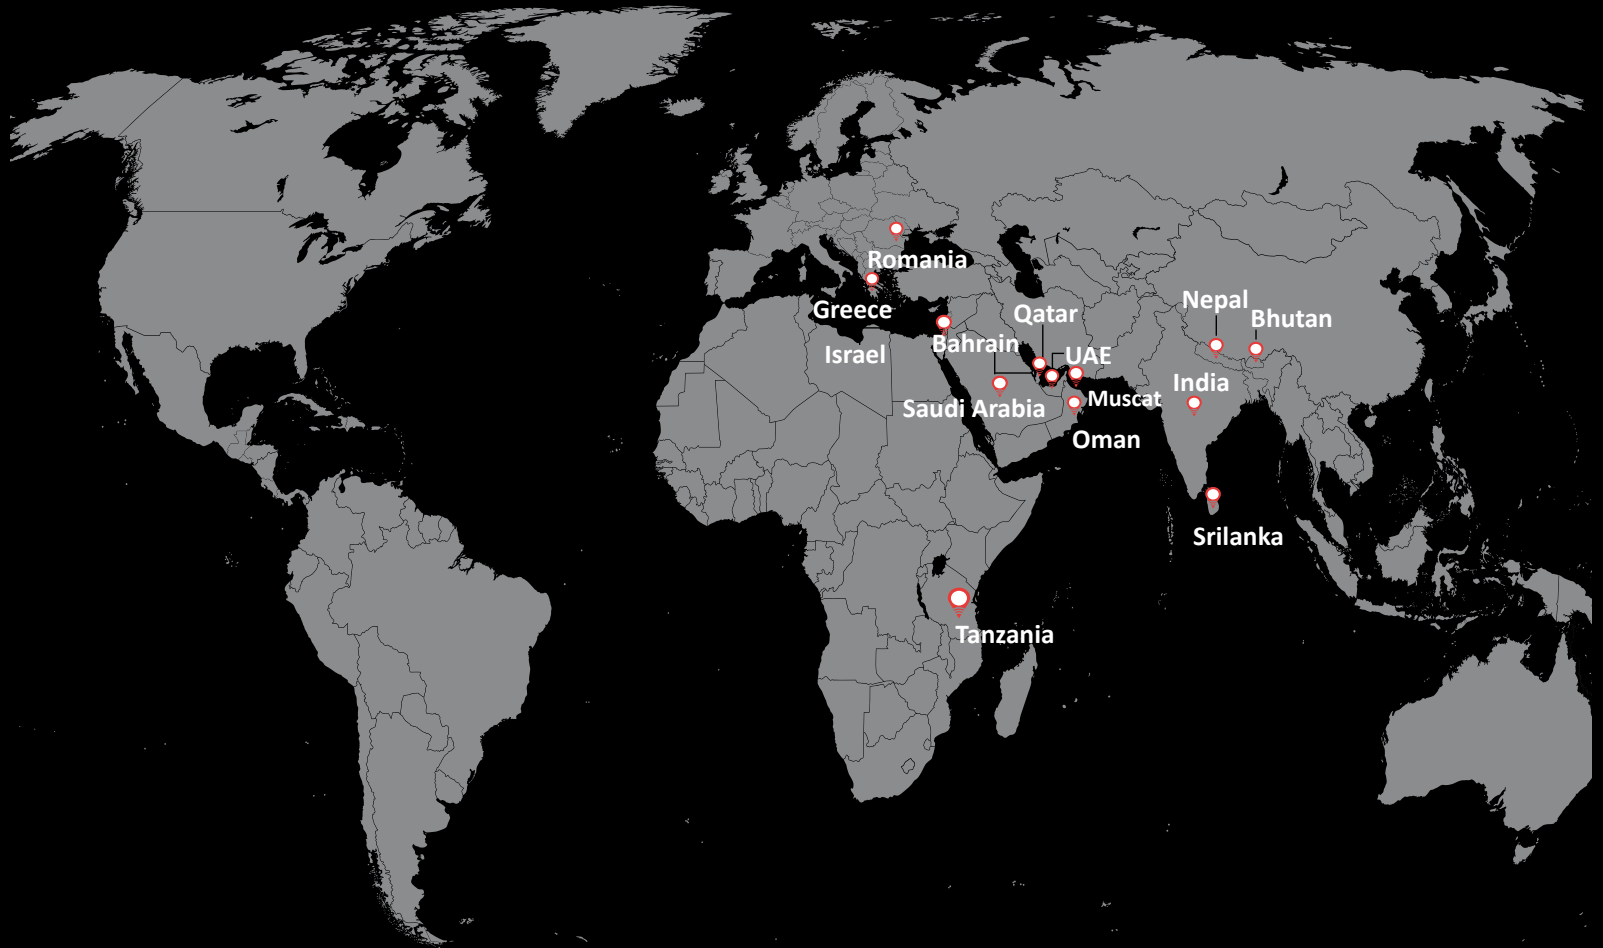 Romania
Greece
Nepal
Qatar
Bhutan
Bahrain
Israel
UAE
India
Muscat
Saudi Arabia
Oman
Srilanka
Tanzania